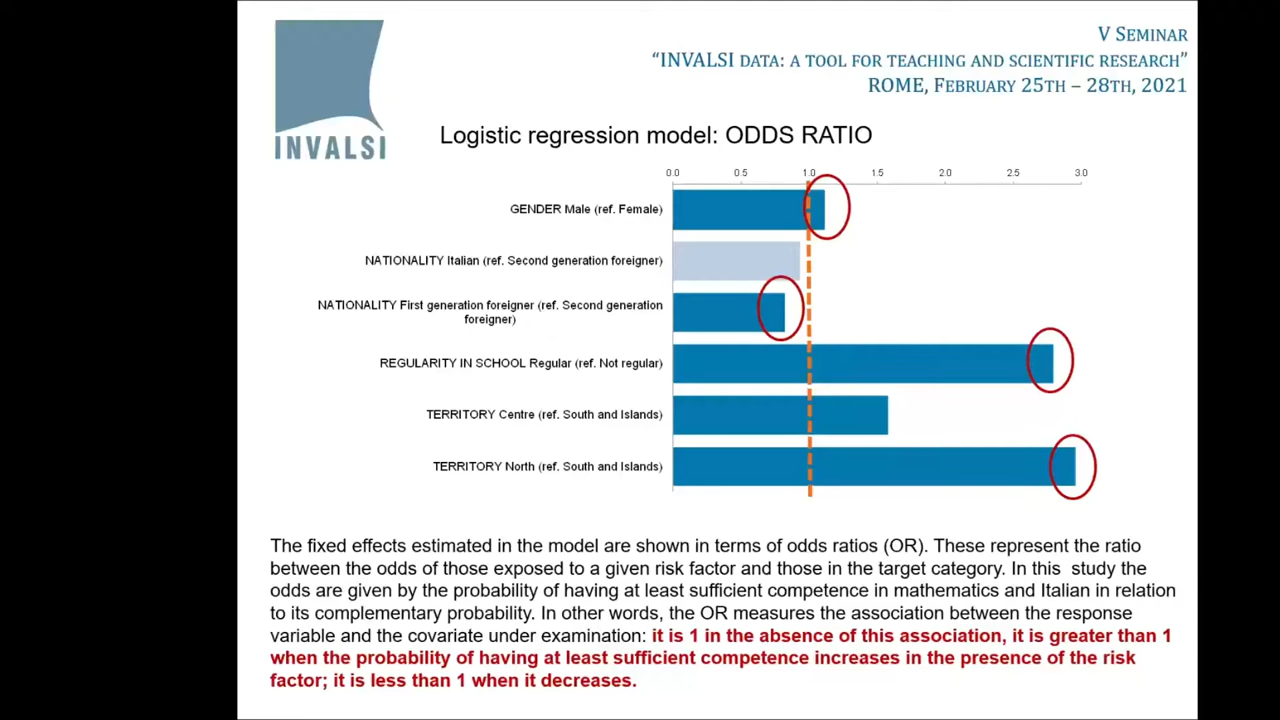 V SEMINAR
“INVALSI DATA: A TOOL FOR TEACHING AND SCIENTIFIC RESEARCH”
ROME, FEBRUARY 25TH – 28TH, 2021
INVALSI
Logistic regression model: ODDS RATIO
0.0 0.5 1.0 1.5 2.0 2.5 3.0
GENDER Male (ref. Female)
NATIONALITY Italian (ref. Second generation foreigner)
NATIONALITY First generation foreigner (ref. Second generation
foreigner)
REGULARITY IN SCHOOL Regular (ref. Not regular)
TERRITORY Centre (ref. South and Islands)
TERRITORY North (ref. South and Islands)
The fixed effects estimated in the model are shown in terms of odds ratios (OR). These represent the ratio
between the odds of those exposed to a given risk factor and those in the target category. In this study the
odds are given by the probability of having at least sufficient competence in mathematics and Italian in relation
to its complementary probability. In other words, the OR measures the association between the response
variable and the covariate under examination: it is 1 in the absence of this association, it is greater than 1
when the probability of having at least sufficient competence increases in the presence of the risk
factor; it is less than 1 when it decreases.